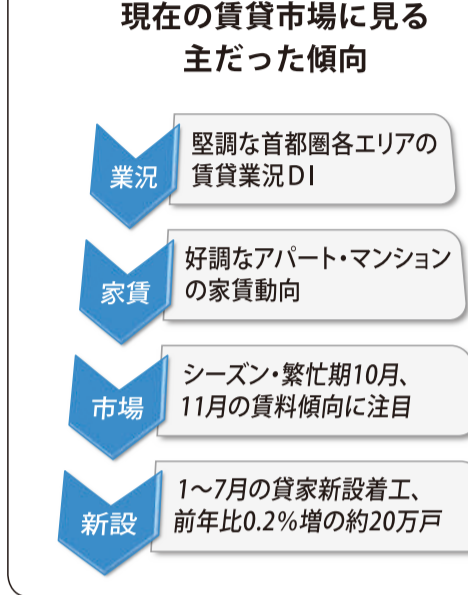 現在の賃貸市場に見る
主だった傾向
業況
堅調な首都圏各エリアの
賃貸業況DI
家賃
好調なアパート・マンション
の家賃動向
市場
シーズン・繁忙期10月、
11月の賃料傾向に注目
新設
1〜7月の貸家新設着工、
前年比0.2%増の約20万戸